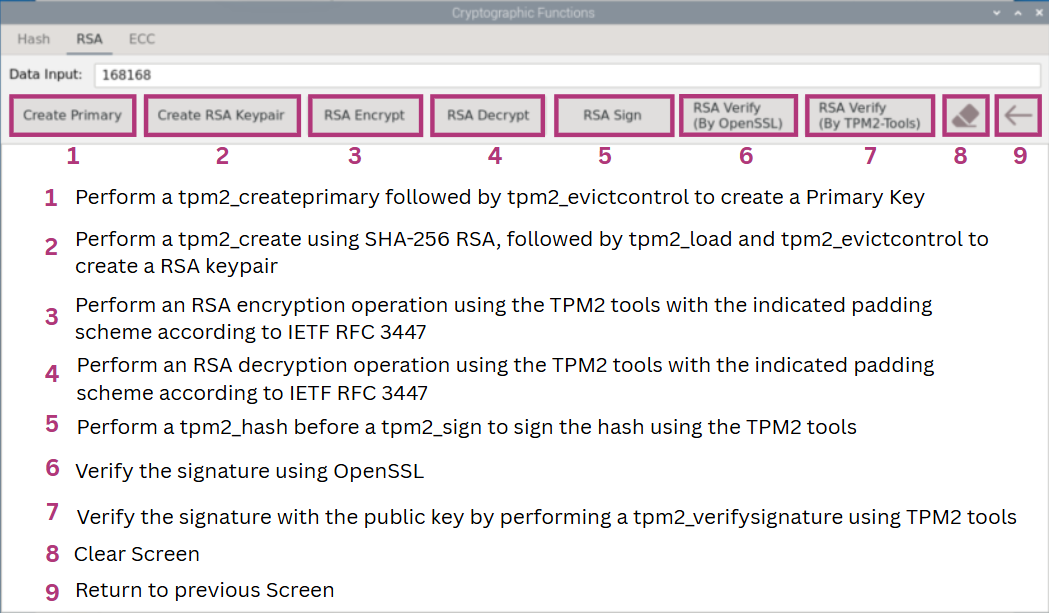 Cryptographic Functions
Hash RSA ECC
Data Input: 168168
Create Primary
Create RSA Keypair
RSA Encrypt
RSA Decrypt
RSA Sign
RSA Verify
(By OpenSSL)
RSA Verify
(By TPM2-Tools)
1 2 3 4 5 6 7 8 9
1 Perform a tpm2_createprimary followed by tpm2_evictcontrol to create a Primary Key
2 Perform a tpm2_create using SHA-256 RSA, followed by tpm2_load and tpm2_evictcontrol to
create a RSA keypair
3 Perform an RSA encryption operation using the TPM2 tools with the indicated padding
scheme according to IETF RFC 3447
4 Perform an RSA decryption operation using the TPM2 tools with the indicated padding
scheme according to IETF RFC 3447
5 Perform a tpm2_hash before a tpm2_sign to sign the hash using the TPM2 tools
6 Verify the signature using OpenSSL
7 Verify the signature with the public key by performing a tpm2_verifysignature using TPM2 tools
8 Clear Screen
9 Return to previous Screen